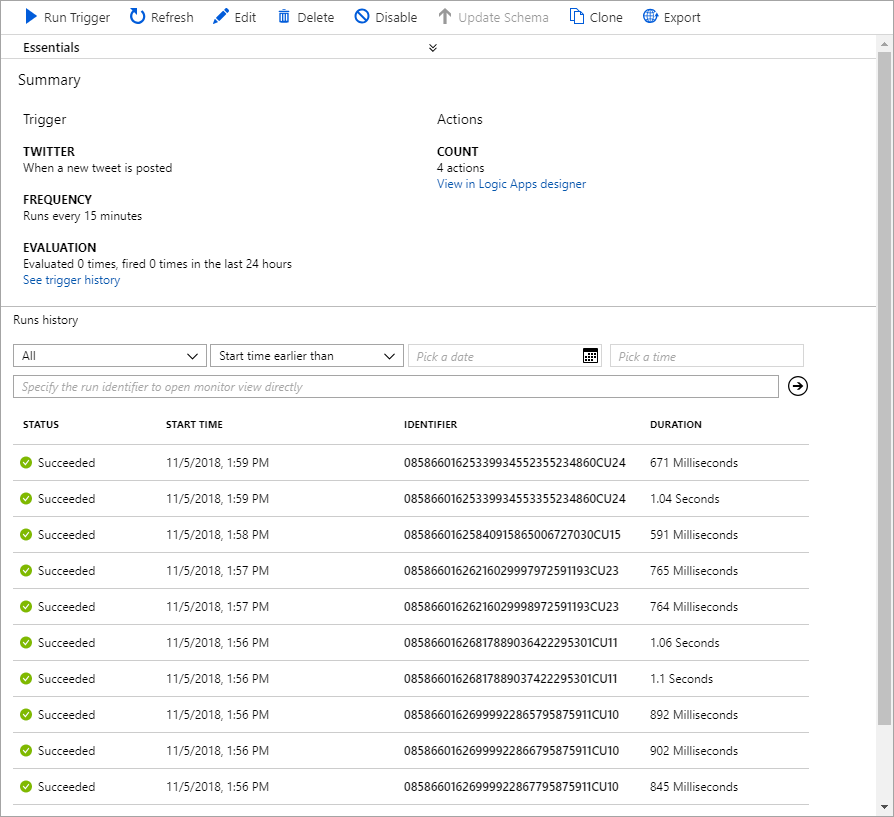 Run Trigger Refresh Edit Delete Disable Update Schema Clone Export
Essentials
Summary
Trigger Actions
TWITTER COUNT
When a new tweet is posted 4 actions
View in Logic Apps designer
FREQUENCY
Runs every 15 minutes
EVALUATION
Evaluated 0 times, fired 0 times in the last 24 hours
See trigger history
Runs history
All Start time earlier than Pick a date Pick a time
Specify the run identifier to open monitor view directly
STATUS START TIME IDENTIFIER DURATION
Succeeded 11/5/2018, 1:59 PM 08586601625339934552355234860CU24 671 Milliseconds
Succeeded 11/5/2018, 1:59 PM 08586601625339934553355234860CU24 1.04 Seconds
Succeeded 11/5/2018, 1:58 PM 08586601625840915865006727030CU15 591 Milliseconds
Succeeded 11/5/2018, 1:57 PM 08586601626216029997972591193CU23 765 Milliseconds
Succeeded 11/5/2018, 1:57 PM 08586601626216029998972591193CU23 764 Milliseconds
Succeeded 11/5/2018, 1:56 PM 08586601626817889036422295301CU11 1.06 Seconds
Succeeded 11/5/2018, 1:56 PM 08586601626817889037422295301CU11 1.1 Seconds
Succeeded 11/5/2018, 1:56 PM 08586601626999922865795875911CU10 892 Milliseconds
Succeeded 11/5/2018, 1:56 PM 08586601626999922866795875911CU10 902 Milliseconds
Succeeded 11/5/2018, 1:56 PM 08586601626999922867795875911CU10 845 Milliseconds